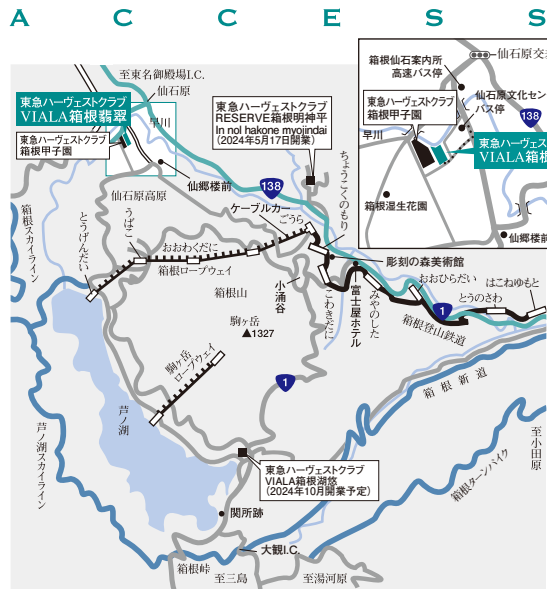 A C C E S S
至東名御殿場I.C.
仙石原
東急ハーヴェストクラブ
VIALA箱根翡翠
早川
東急ハーヴェストクラブ
箱根甲子園
仙郷楼前
仙石原高原
東急ハーヴェストクラブ
RESERVE箱根明神平
In nol hakone myojindai
(2024年5月17日開業)
138
ちょうこくのもり
ケーブルカー
ごうら
箱根スカイライン
とうげんだい
うばこ
おおわくだに
箱根ロープウェイ
箱根山
小涌谷
駒ヶ岳
▲1327
駒ヶ岳
ロープウェイ
こわきだに
富士屋ホテル
みやのした
彫刻の森美術館
おおひらだい
とうのさわ
はこねゆもと
1
箱根登山鉄道
1
箱根新道
芦ノ湖
芦ノ湖スカイライン
東急ハーヴェストクラブ
VIALA箱根湖悠
(2024年10月開業予定)
関所跡
大観I.C.
箱根峠
至三島
至湯河原
箱根ターンパイク
至小田原
仙石原交
箱根仙石案内所
高速バス停
仙石原文化セン
バス停
138
東急ハーヴェストクラブ
箱根甲子園
早川
東急ハーヴェス
VIALA箱根
箱根湿生花園
仙郷楼前